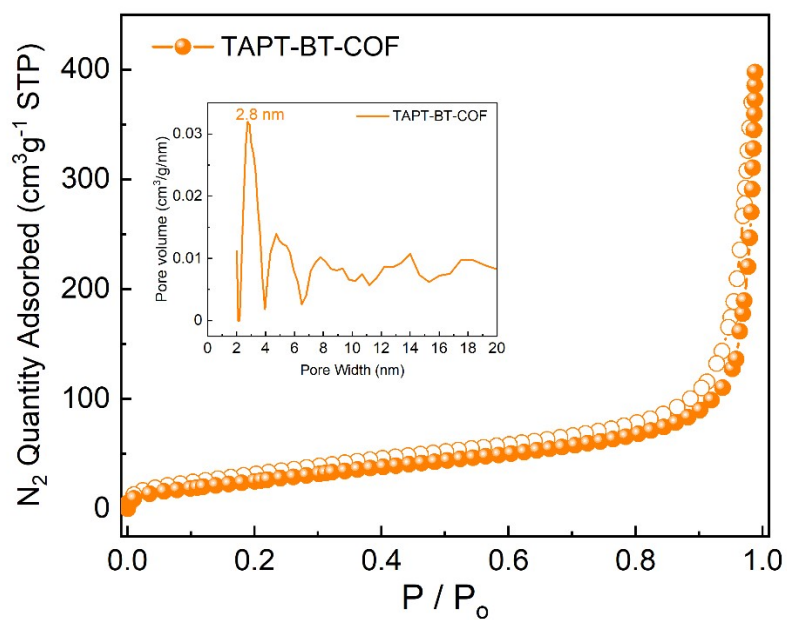 TAPT-BT-COF
N₂ Quantity Adsorbed (cm³g⁻¹ STP)
400
300
200
100
0
0.0 0.2 0.4 0.6 0.8 1.0
P / Pₒ
2.8 nm
TAPT-BT-COF
Pore volume (cm³/g/nm)
0.03
0.02
0.01
0
0 2 4 6 8 10 12 14 16 18 20
Pore Width (nm)